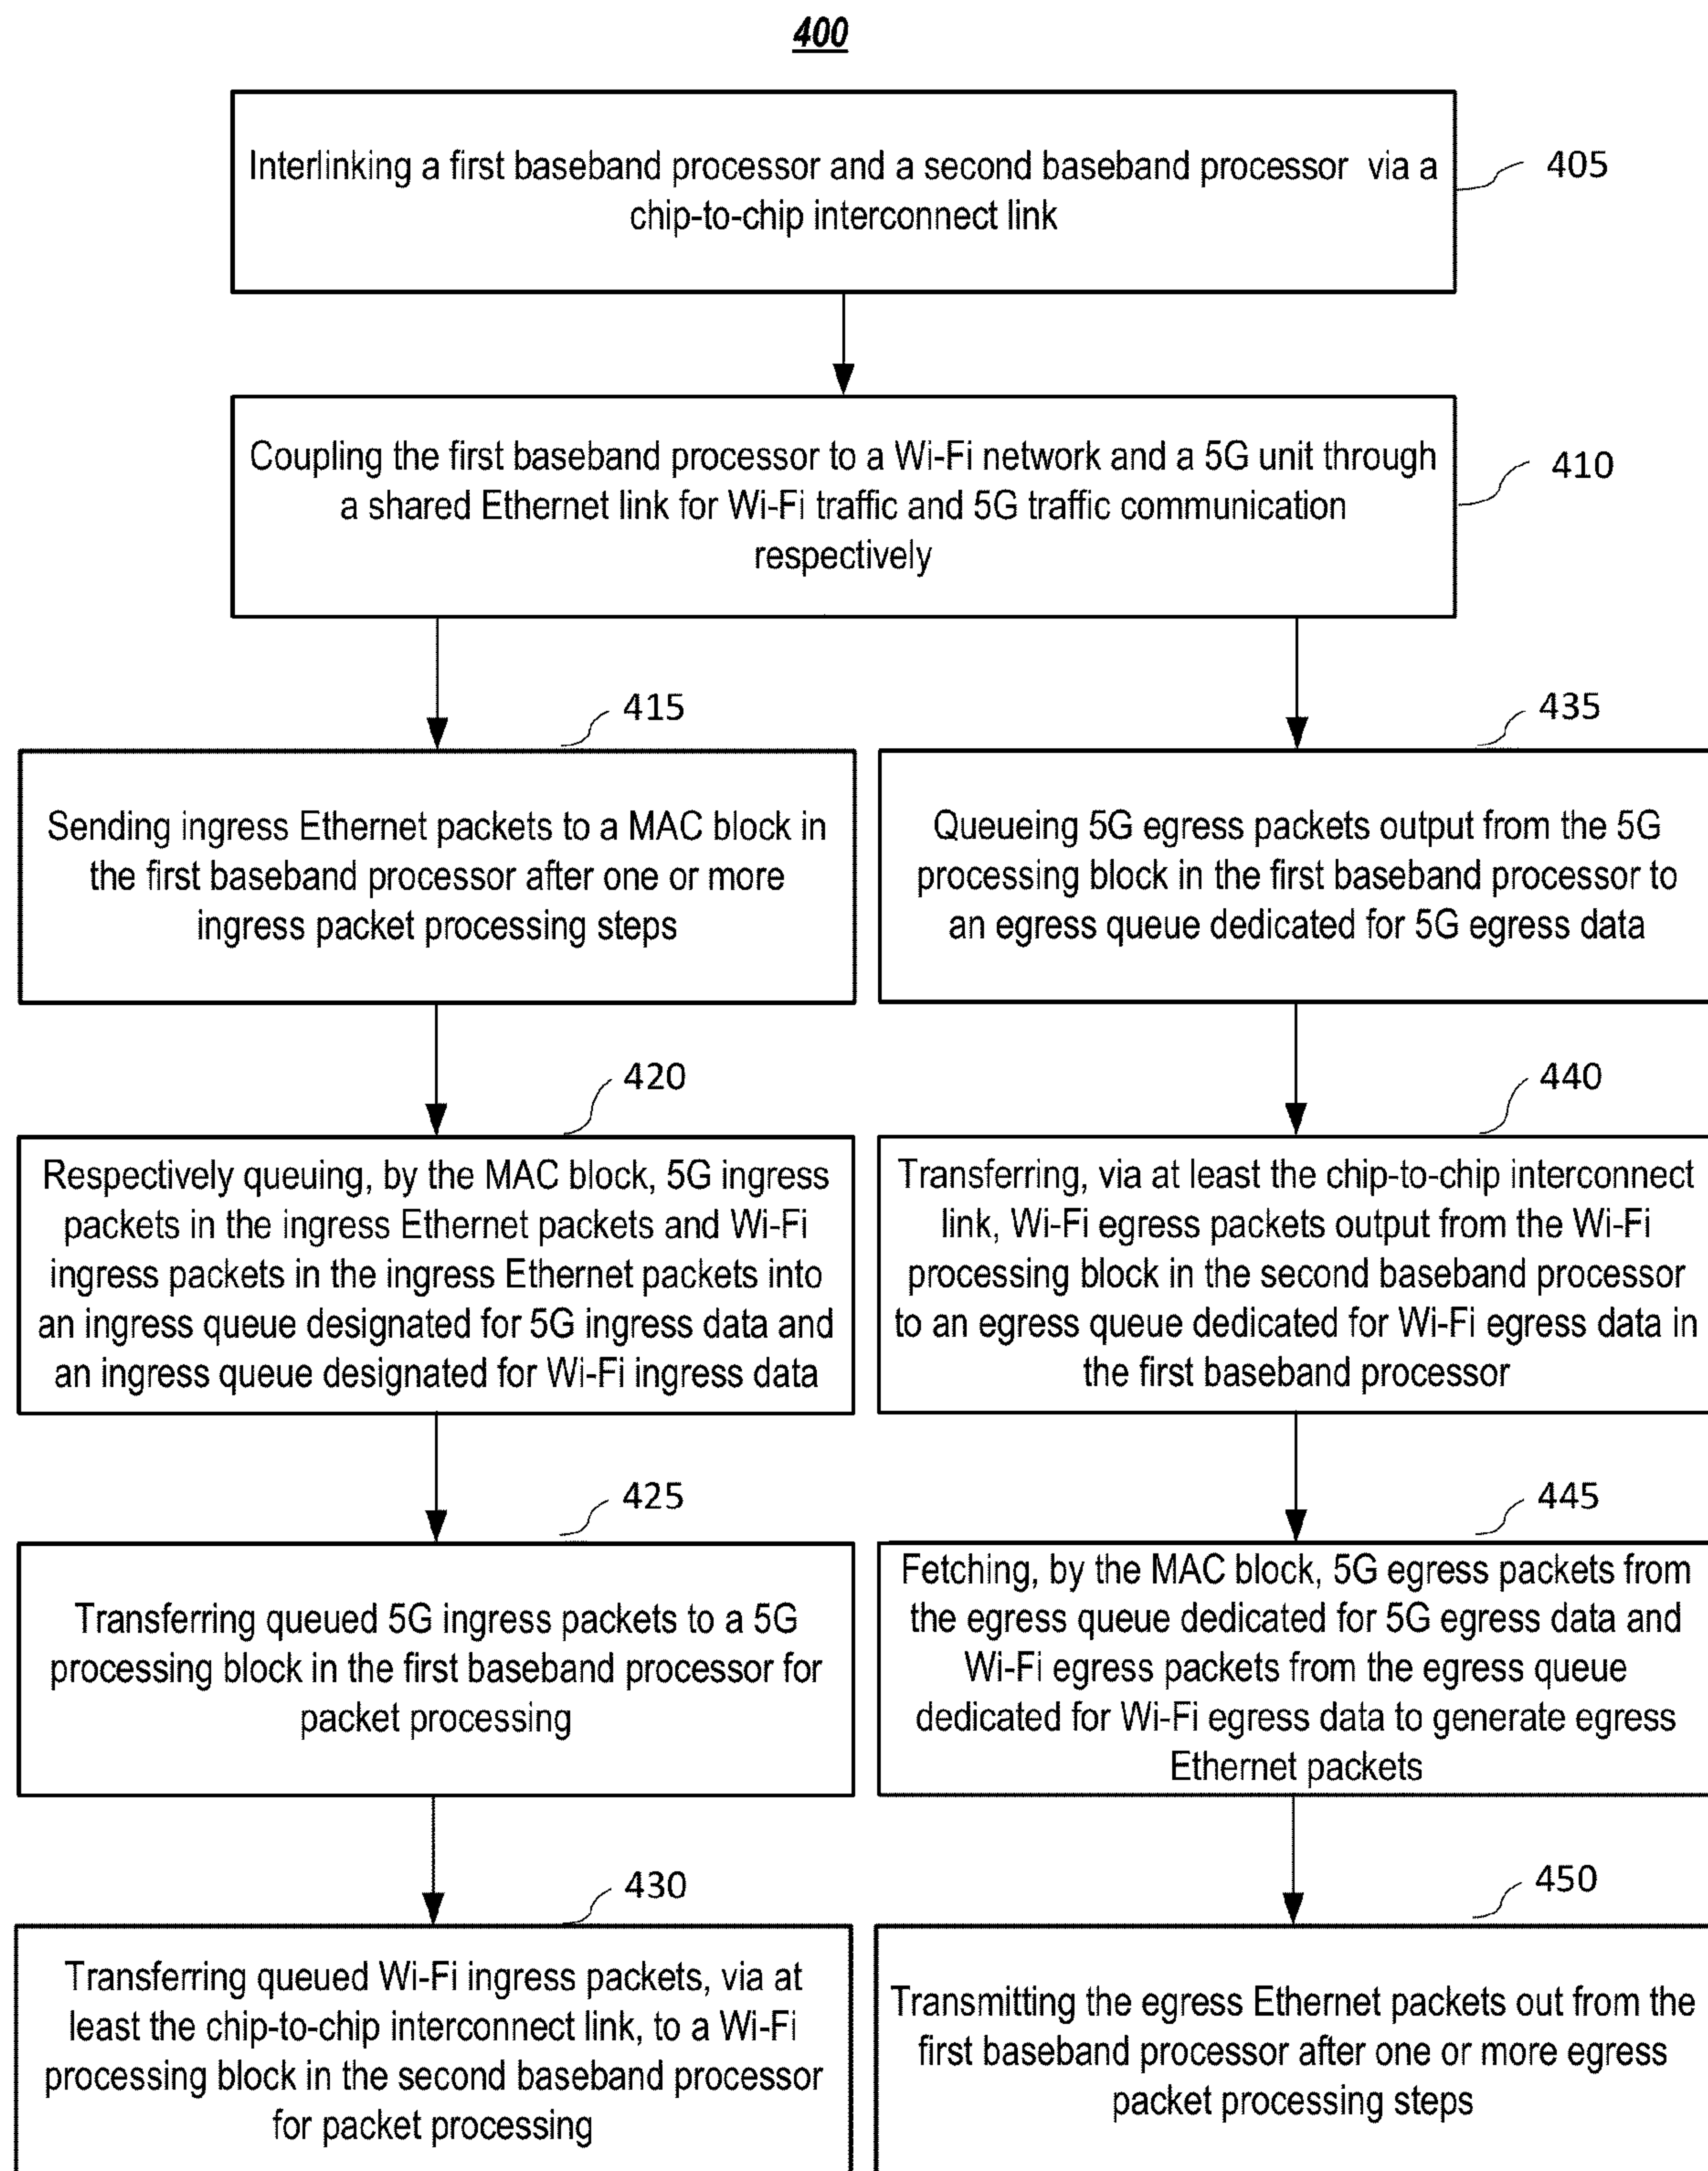 400
Interlinking a first baseband processor and a second baseband processor via a
chip-to-chip interconnect link
405
Coupling the first baseband processor to a Wi-Fi network and a 5G unit through
a shared Ethernet link for Wi-Fi traffic and 5G traffic communication
respectively
410
415
Sending ingress Ethernet packets to a MAC block in
the first baseband processor after one or more
ingress packet processing steps
420
Respectively queuing, by the MAC block, 5G ingress
packets in the ingress Ethernet packets and Wi-Fi
ingress packets in the ingress Ethernet packets into
an ingress queue designated for 5G ingress data and
an ingress queue designated for Wi-Fi ingress data
425
Transferring queued 5G ingress packets to a 5G
processing block in the first baseband processor for
packet processing
430
Transferring queued Wi-Fi ingress packets, via at
least the chip-to-chip interconnect link, to a Wi-Fi
processing block in the second baseband processor
for packet processing
435
Queueing 5G egress packets output from the 5G
processing block in the first baseband processor to
an egress queue dedicated for 5G egress data
440
Transferring, via at least the chip-to-chip interconnect
link, Wi-Fi egress packets output from the Wi-Fi
processing block in the second baseband processor
to an egress queue dedicated for Wi-Fi egress data in
the first baseband processor
445
Fetching, by the MAC block, 5G egress packets from
the egress queue dedicated for 5G egress data and
Wi-Fi egress packets from the egress queue
dedicated for Wi-Fi egress data to generate egress
Ethernet packets
450
Transmitting the egress Ethernet packets out from the
first baseband processor after one or more egress
packet processing steps